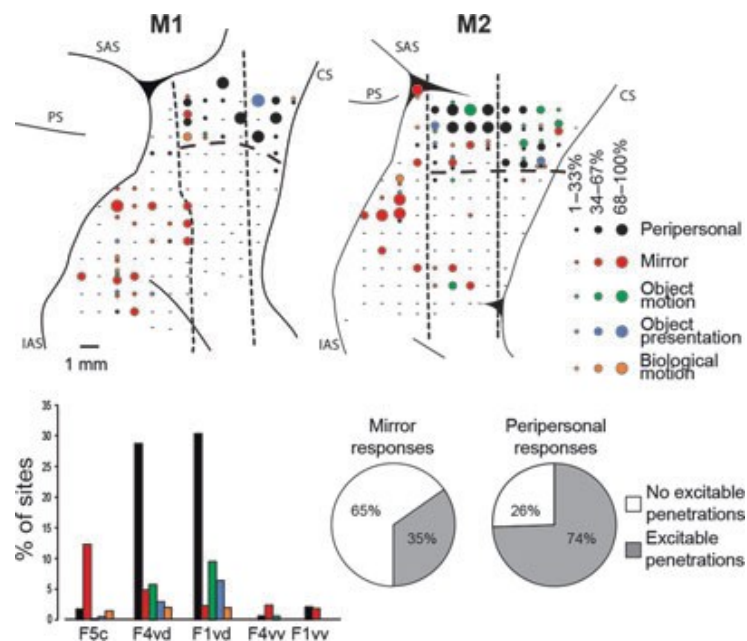 M1
M2
SAS
SAS
CS
CS
PS
PS
IAS
IAS
1 mm
1–33%
34–67%
68–100%
Peripersonal
Mirror
Object
motion
Object
presentation
Biological
motion
% of sites
35
30
25
20
15
10
5
0
F5c F4vd F1vd F4vv F1vv
Mirror
responses
65%
35%
Peripersonal
responses
26%
74%
No excitable
penetrations
Excitable
penetrations